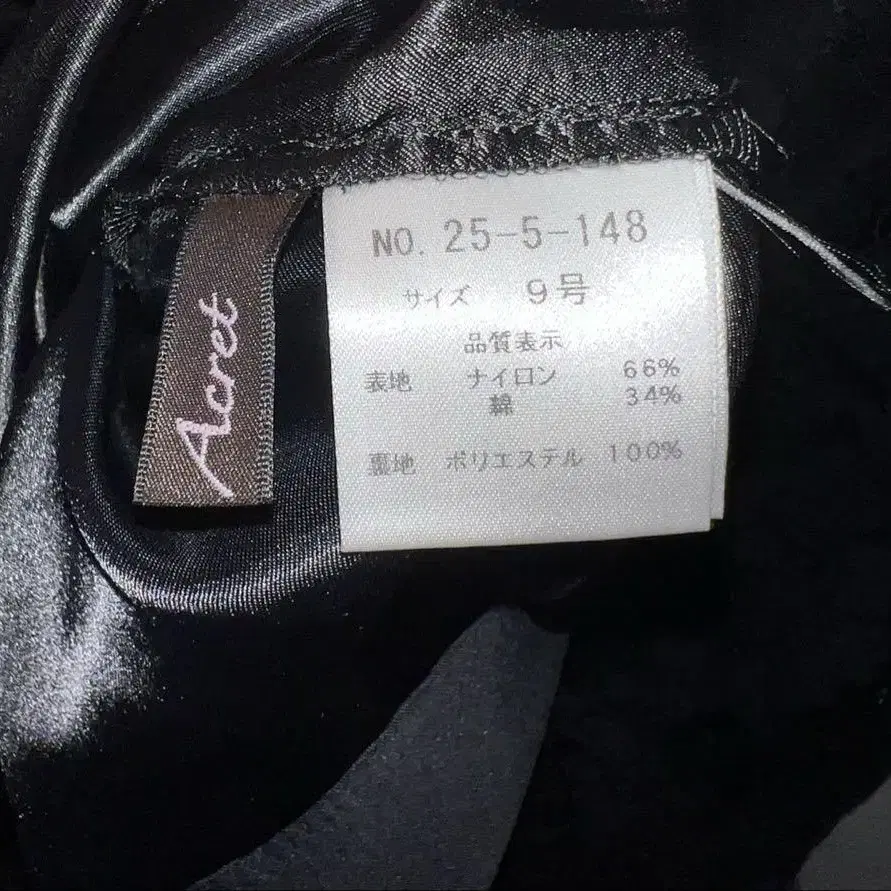 Acret
NO. 25-5-148
サイズ 9号
品質表示
表地 ナイロン 66%
綿 34%
裏地 ポリエステル 100%